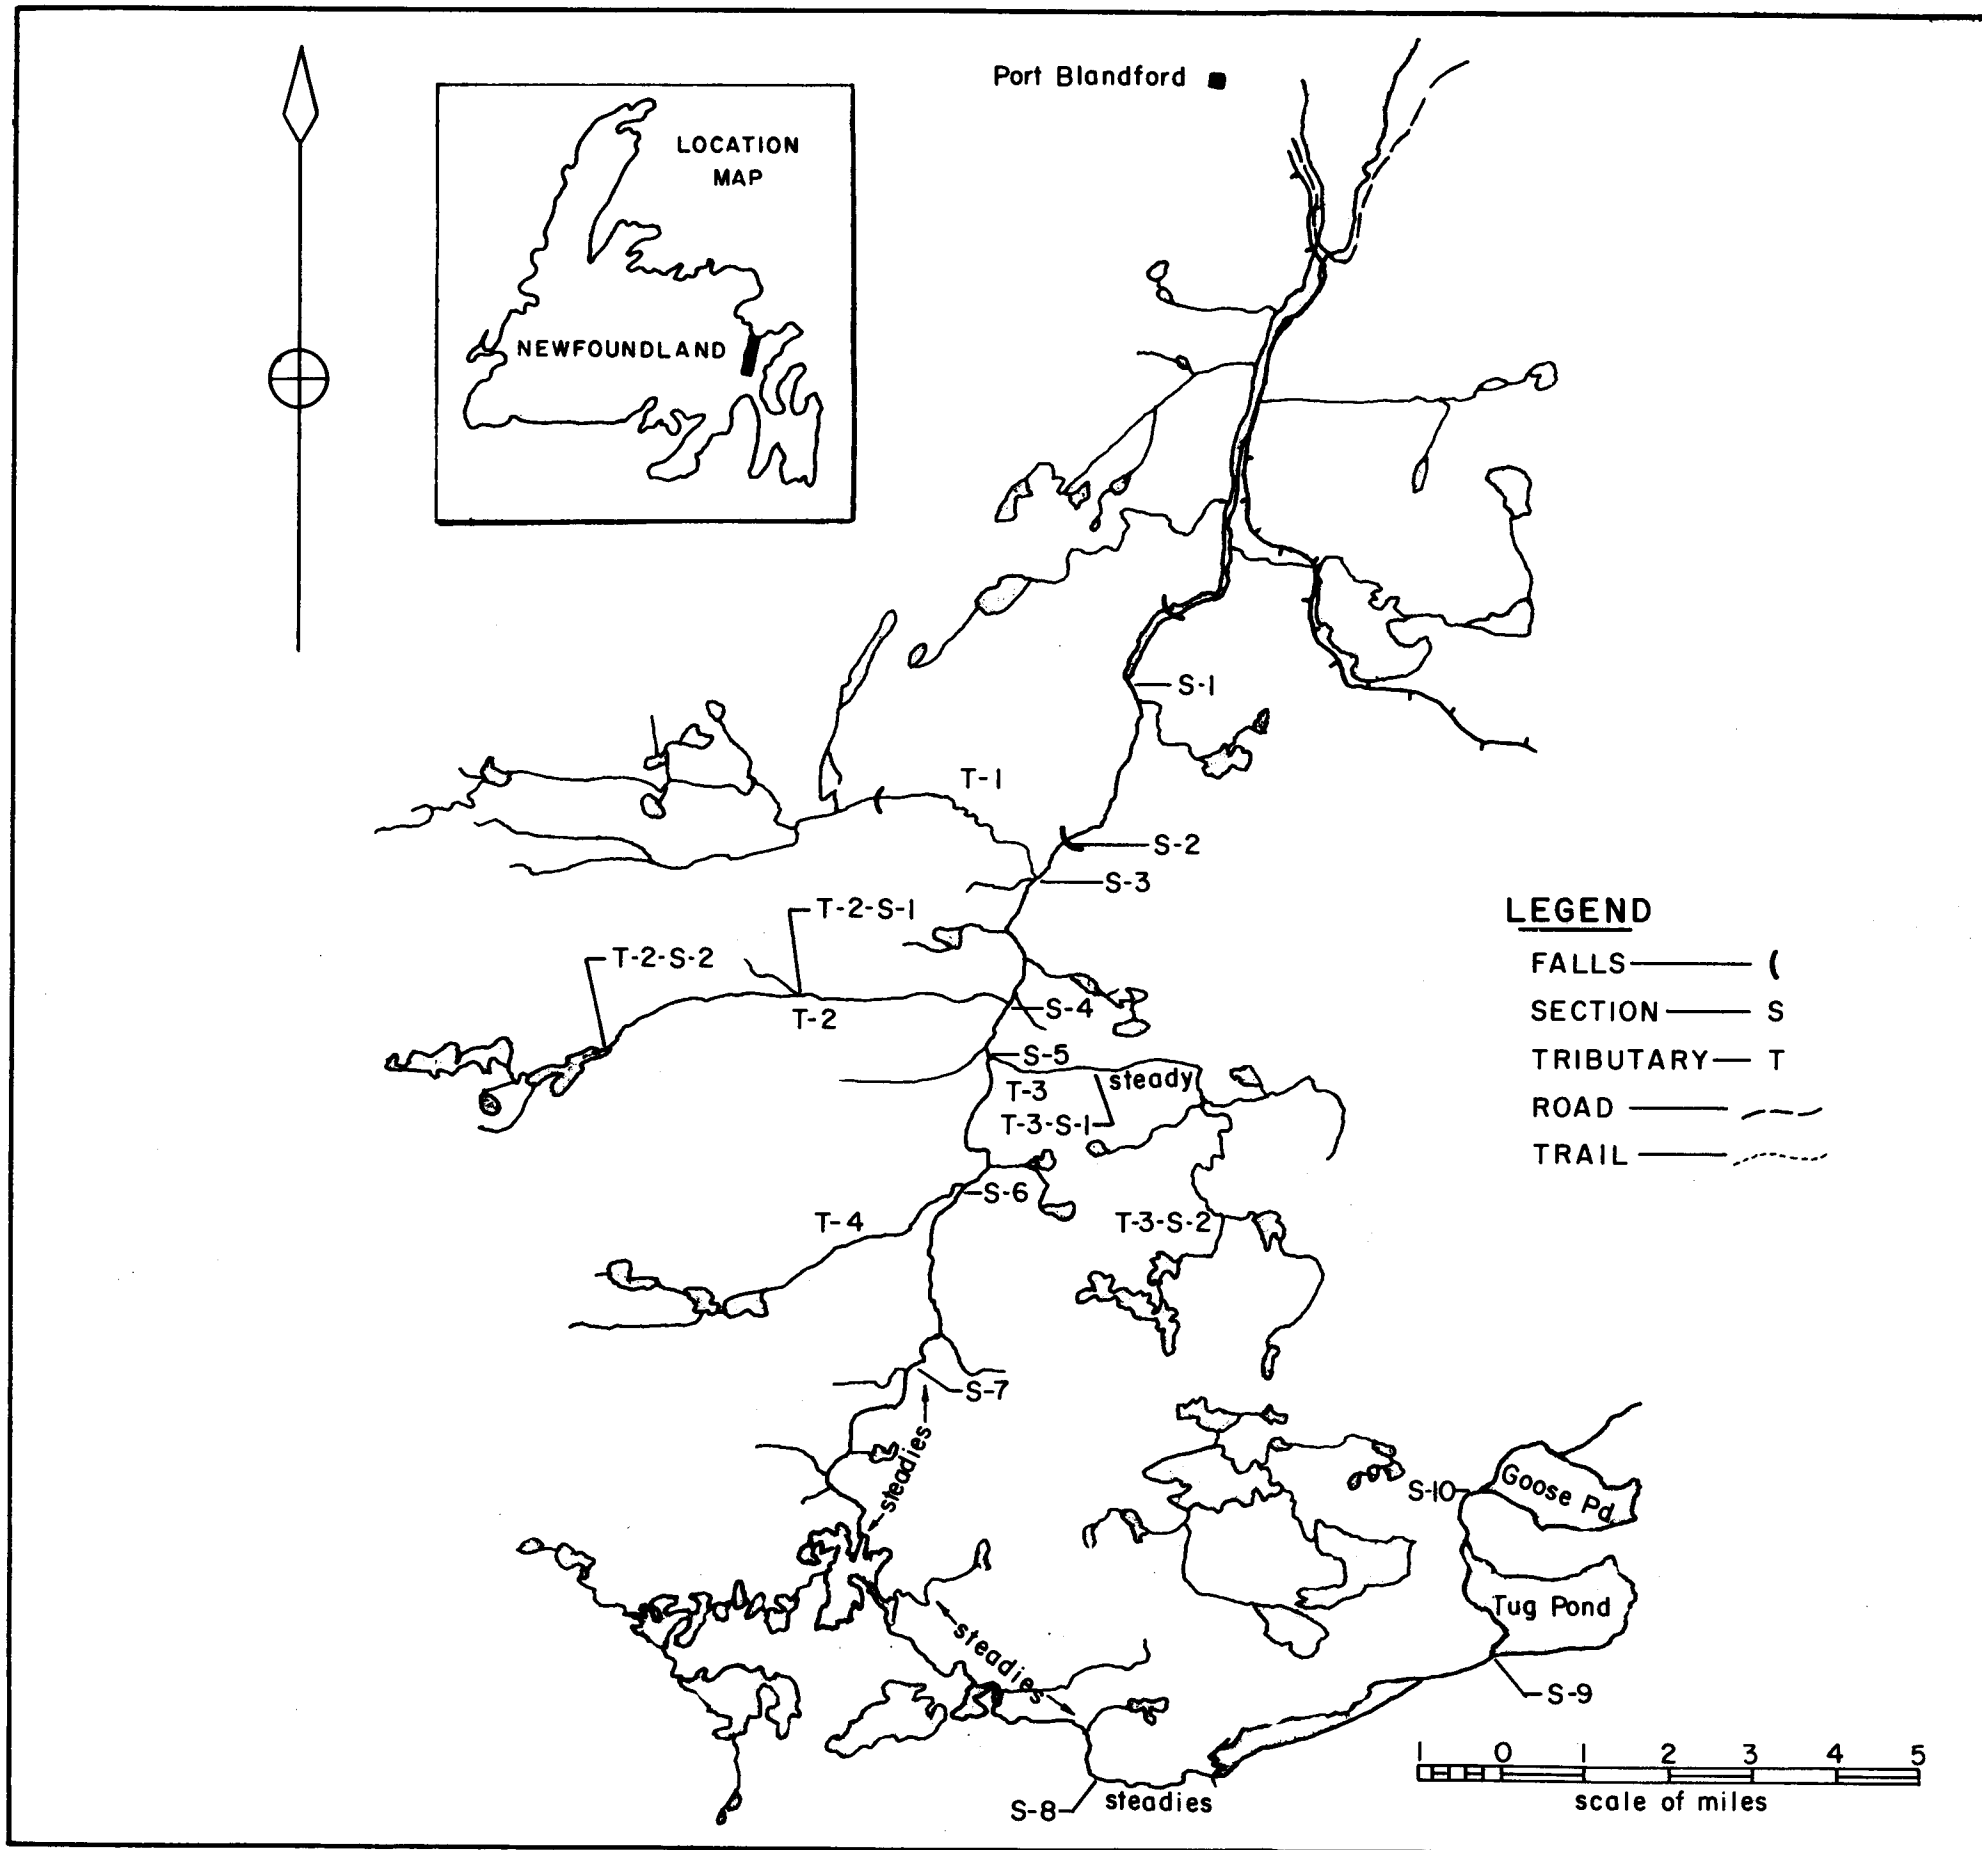 Port Blandford
LOCATION
MAP
NEWFOUNDLAND
S-1
T-1
S-2
S-3
T-2-S-1
LEGEND
T-2-S-2
FALLS (
SECTION S
S-4
T-2
S-5
TRIBUTARY T
steady
T-3
ROAD
T-3-S-1
TRAIL
S-6
T-4
T-3-S-2
S-7
steadies
S-10
Goose Pd
Tug Pond
steadies
S-9
1 0 1 2 3 4 5
scale of miles
S-8
steadies